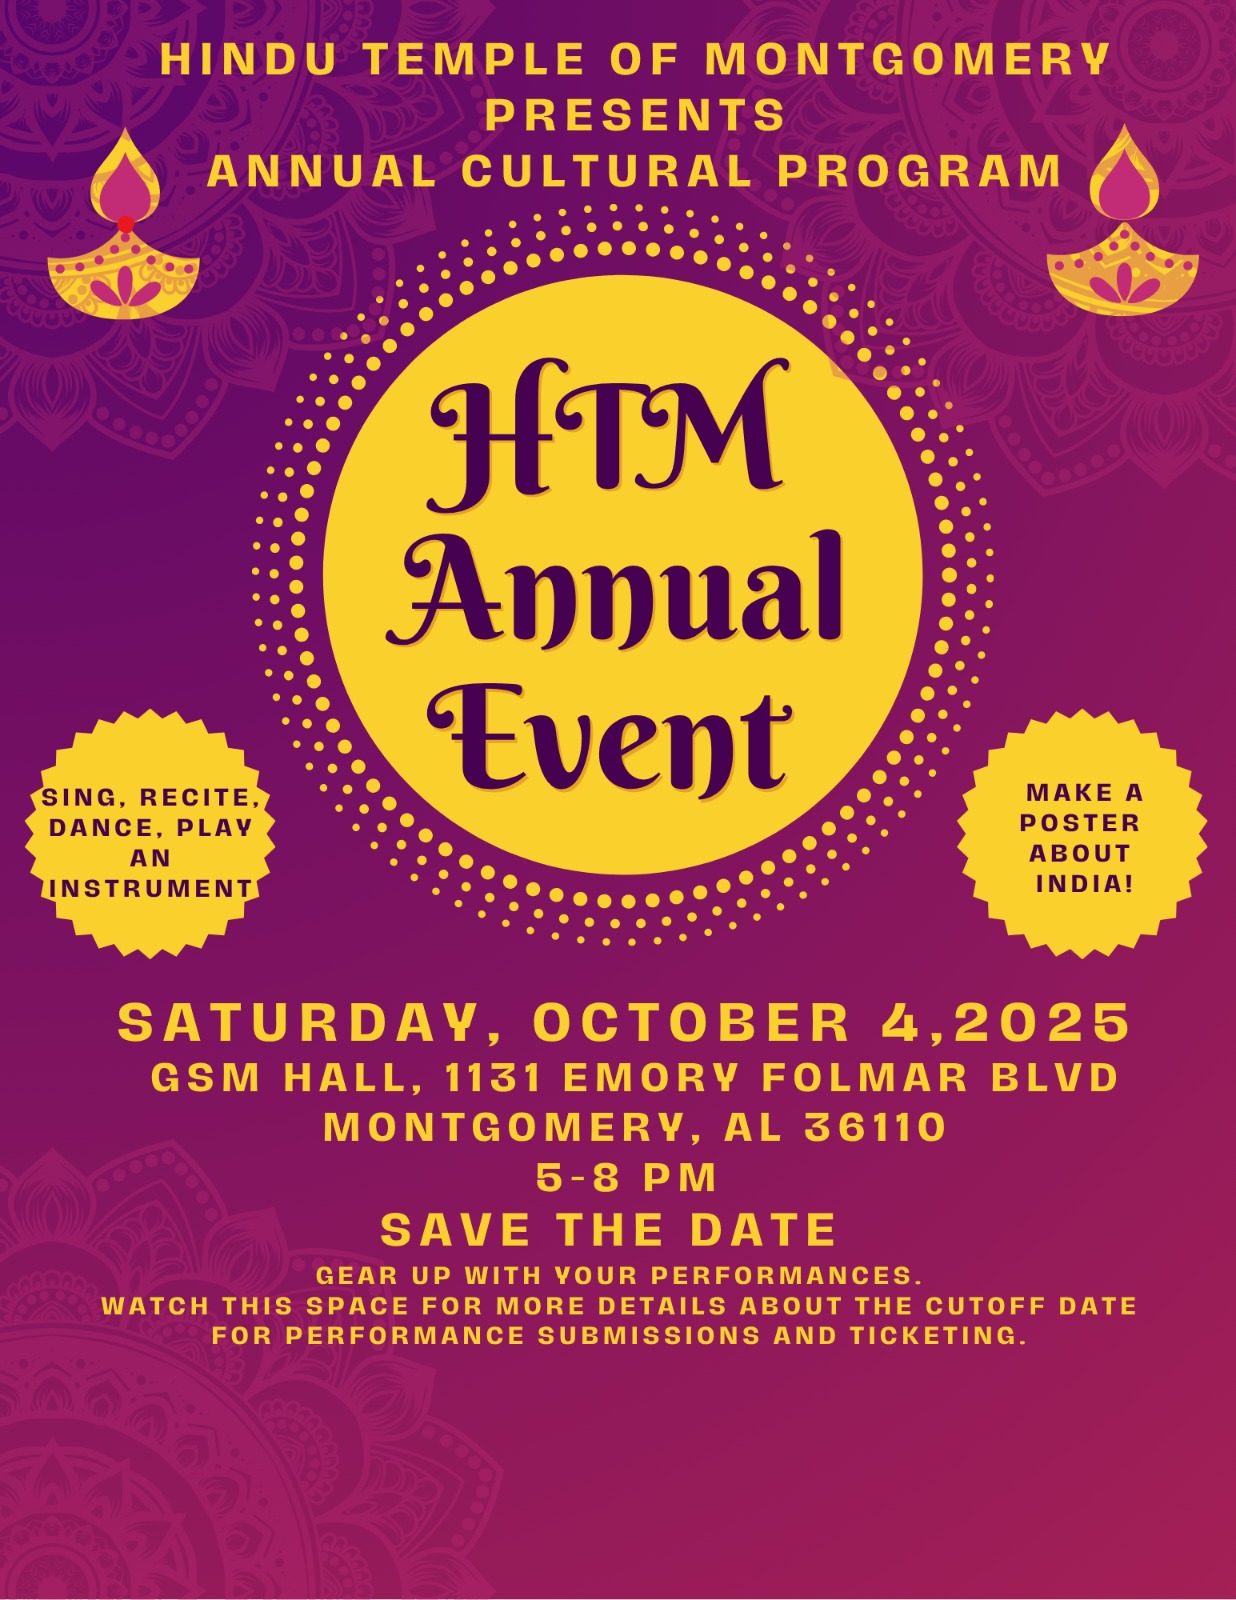 HINDU TEMPLE OF MONTGOMERY
PRESENTS
ANNUAL CULTURAL PROGRAM
HTM
Annual
Event
SING, RECITE,
DANCE, PLAY
AN
INSTRUMENT
MAKE A
POSTER
ABOUT
INDIA!
SATURDAY, OCTOBER 4,2025
GSM HALL, 1131 EMORY FOLMAR BLVD
MONTGOMERY, AL 36110
5-8 PM
SAVE THE DATE
GEAR UP WITH YOUR PERFORMANCES.
WATCH THIS SPACE FOR MORE DETAILS ABOUT THE CUTOFF DATE
FOR PERFORMANCE SUBMISSIONS AND TICKETING.